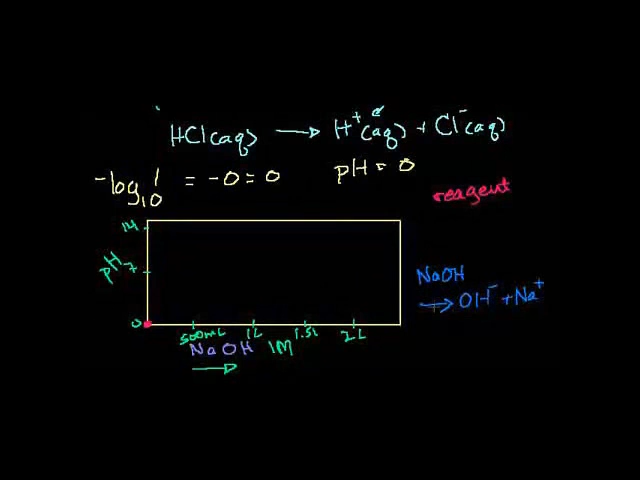 HCl(aq) → H⁺(aq) + Cl⁻(aq)
-log₁₀ 1 = -0 = 0
pH = 0
reagent
14
pH 7
0
500mL 1L 1.5L 2L
NaOH 1M
→
NaOH
→ OH⁻ + Na⁺